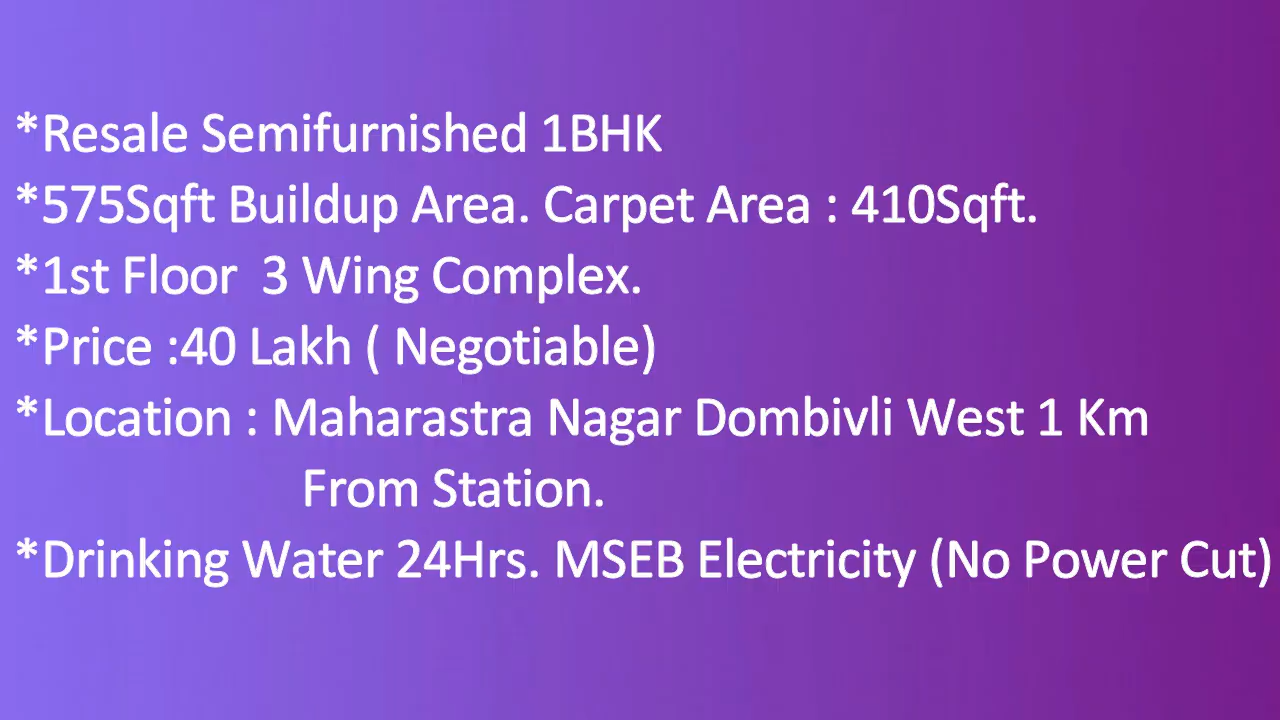 *Resale Semifurnished 1BHK
*575Sqft Buildup Area. Carpet Area : 410Sqft.
*1st Floor  3 Wing Complex.
*Price :40 Lakh ( Negotiable)
*Location : Maharastra Nagar Dombivli West 1 Km
From Station.
*Drinking Water 24Hrs. MSEB Electricity (No Power Cut)